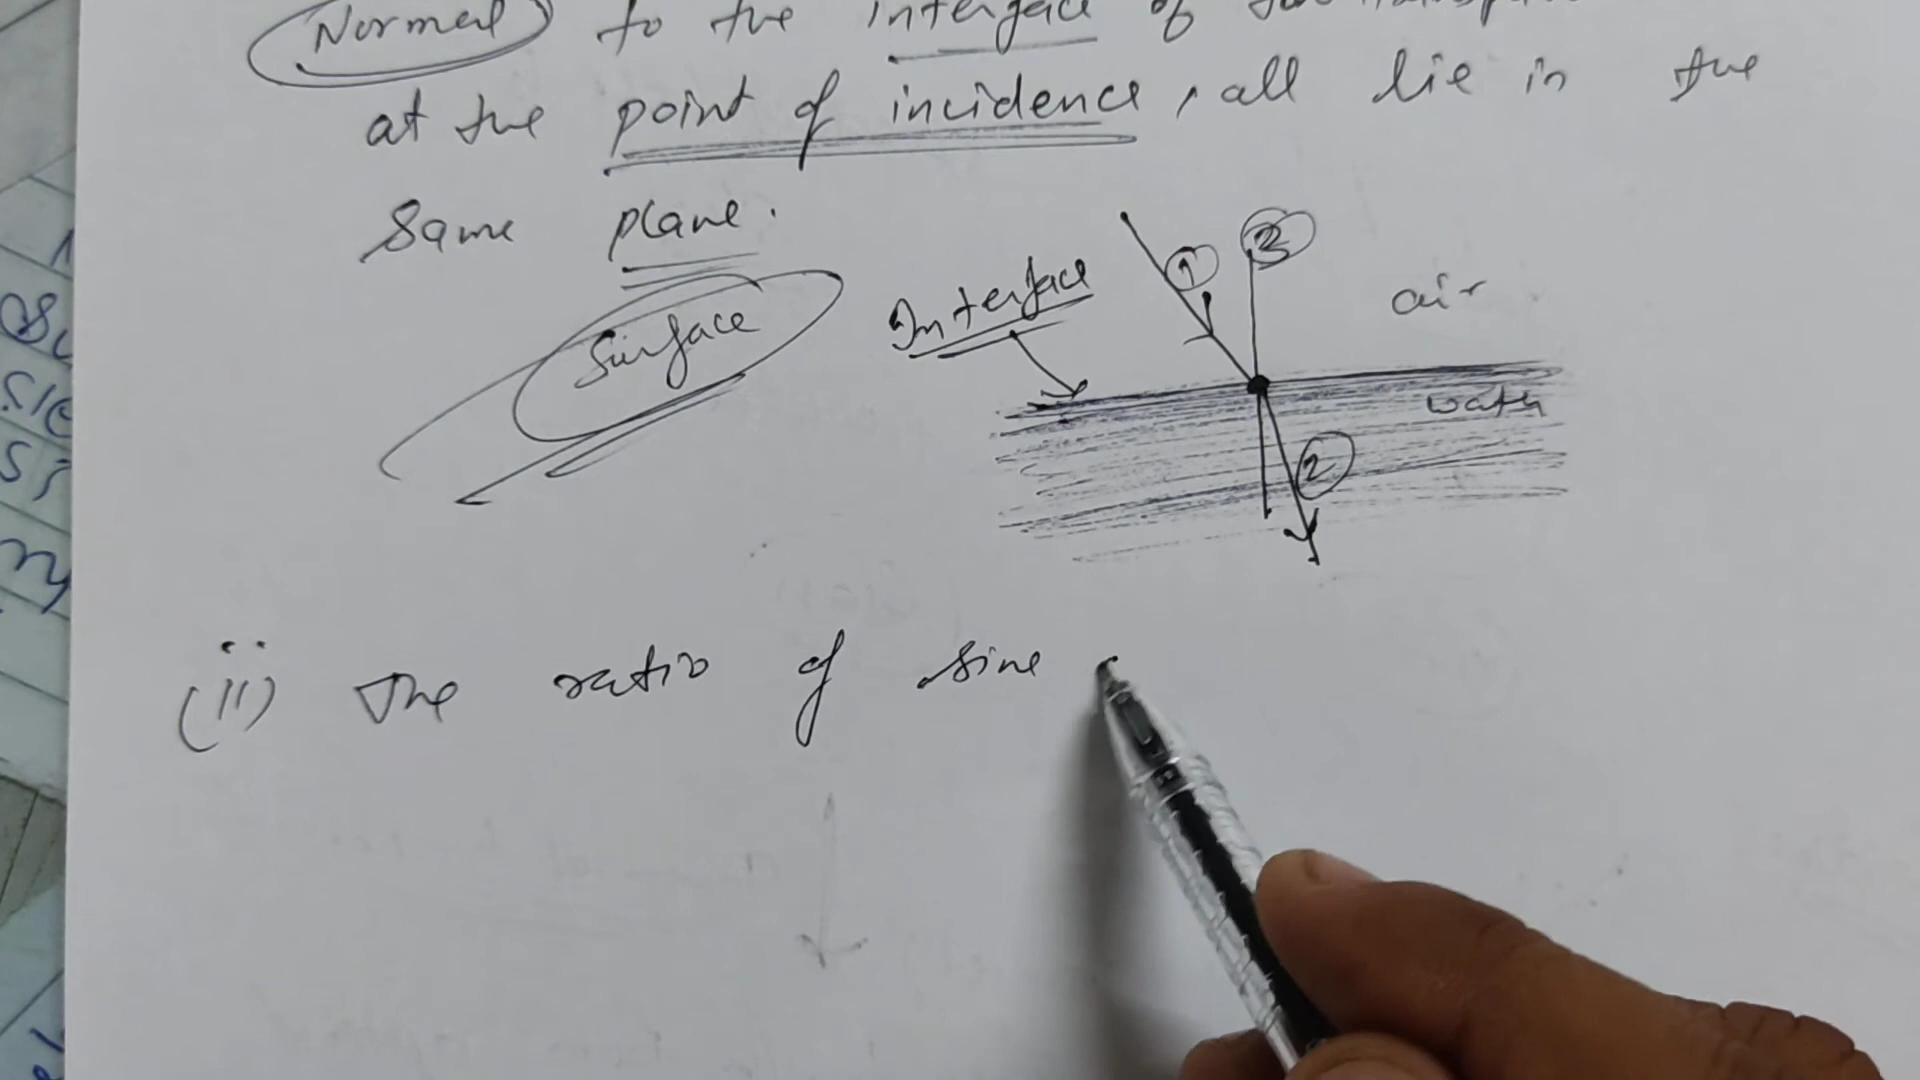 Normal to the interface of
at the point of incidence, all lie in the
same plane.
Surface
Interface
1
3
air
water
2
(ii) The ratio of sine